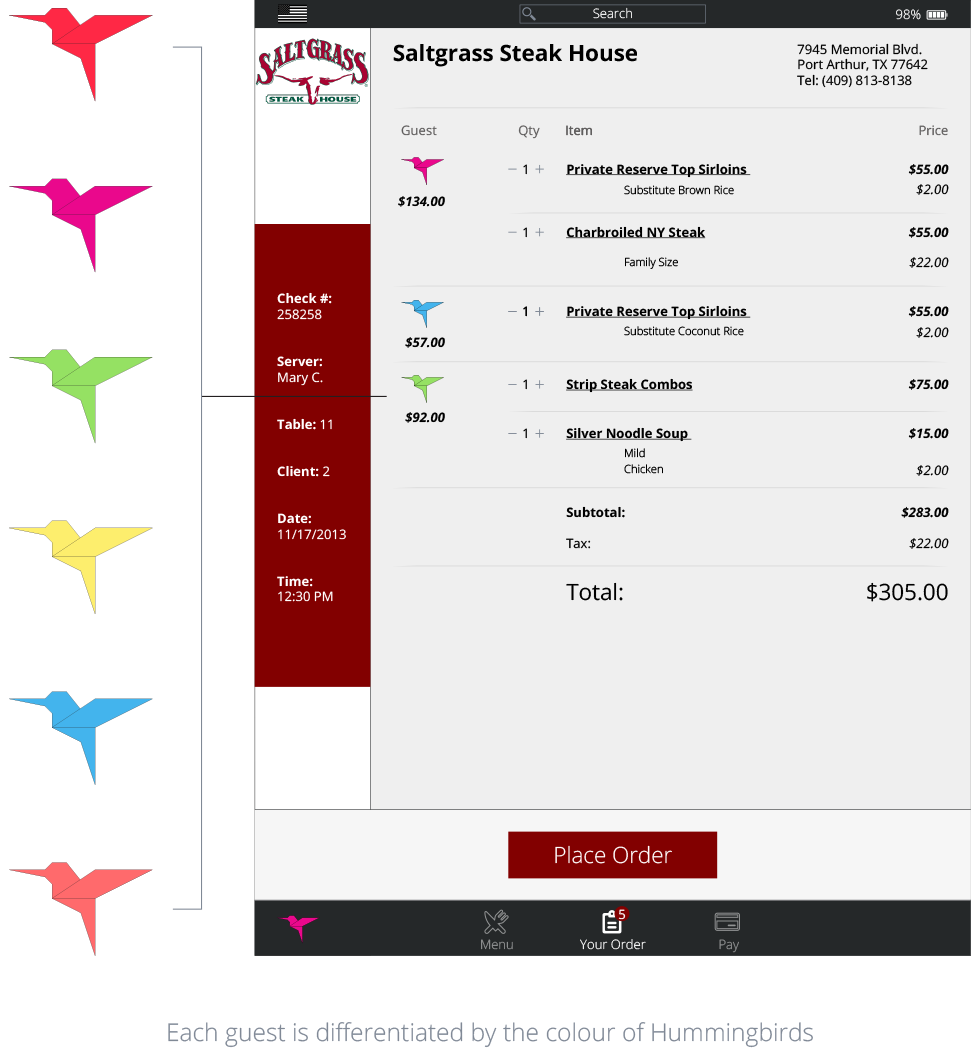 Search
98%
SALTGRASS
STEAK HOUSE
Saltgrass Steak House
7945 Memorial Blvd.
Port Arthur, TX 77642
Tel: (409) 813-8138
Guest Qty Item Price
− 1 + Private Reserve Top Sirloins $55.00
Substitute Brown Rice $2.00
$134.00
− 1 + Charbroiled NY Steak $55.00
Family Size $22.00
− 1 + Private Reserve Top Sirloins $55.00
Substitute Coconut Rice $2.00
$57.00
− 1 + Strip Steak Combos $75.00
$92.00
− 1 + Silver Noodle Soup $15.00
Mild
Chicken $2.00
Subtotal: $283.00
Tax: $22.00
Total: $305.00
Check #:
258258
Server:
Mary C.
Table: 11
Client: 2
Date:
11/17/2013
Time:
12:30 PM
Place Order
5
Menu Your Order Pay
Each guest is differentiated by the colour of Hummingbirds